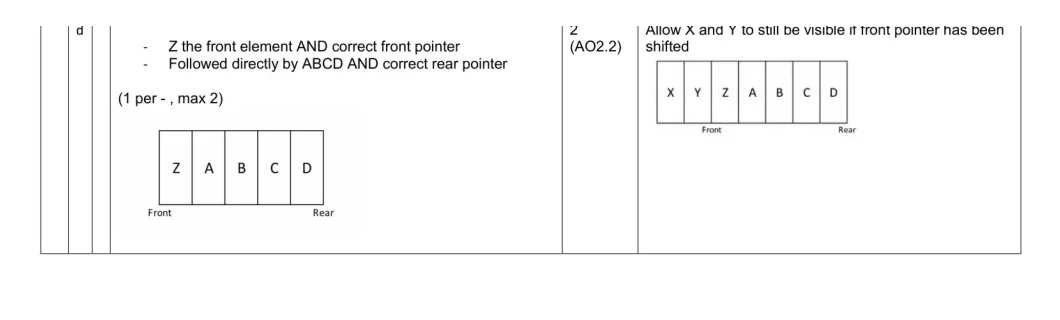 d
- Z the front element AND correct front pointer
- Followed directly by ABCD AND correct rear pointer
(1 per - , max 2)
Z A B C D
Front Rear
2
(AO2.2)
Allow X and Y to still be visible if front pointer has been
shifted
X Y Z A B C D
Front Rear